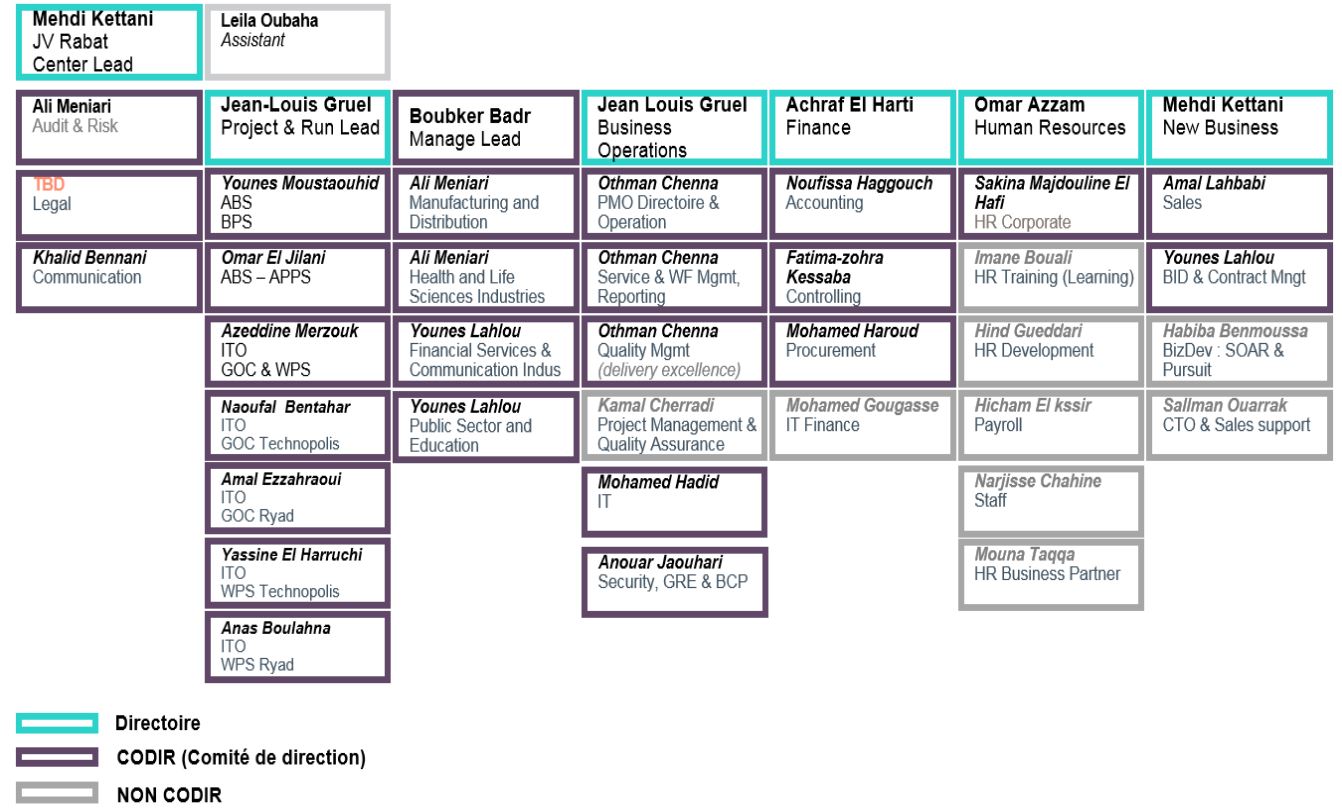 Mehdi Kettani
JV Rabat
Center Lead
Leila Oubaha
Assistant
Ali Meniari
Audit & Risk
TBD
Legal
Khalid Bennani
Communication
Jean-Louis Gruel
Project & Run Lead
Younes Moustaouhid
ABS
BPS
Omar El Jilani
ABS – APPS
Azeddine Merzouk
ITO
GOC & WPS
Naoufal Bentahar
ITO
GOC Technopolis
Amal Ezzahraoui
ITO
GOC Ryad
Yassine El Harruchi
ITO
WPS Technopolis
Anas Boulahna
ITO
WPS Ryad
Boubker Badr
Manage Lead
Ali Meniari
Manufacturing and
Distribution
Ali Meniari
Health and Life
Sciences Industries
Younes Lahlou
Financial Services &
Communication Indus
Younes Lahlou
Public Sector and
Education
Jean Louis Gruel
Business
Operations
Othman Chenna
PMO Directoire &
Operation
Othman Chenna
Service & WF Mgmt,
Reporting
Othman Chenna
Quality Mgmt
(delivery excellence)
Kamal Cherradi
Project Management &
Quality Assurance
Mohamed Hadid
IT
Anouar Jaouhari
Security, GRE & BCP
Achraf El Harti
Finance
Noufissa Haggouch
Accounting
Fatima-zohra
Kessaba
Controlling
Mohamed Haroud
Procurement
Mohamed Gougasse
IT Finance
Omar Azzam
Human Resources
Sakina Majdouline El
Hafi
HR Corporate
Imane Bouali
HR Training (Learning)
Hind Gueddari
HR Development
Hicham El kssir
Payroll
Narjisse Chahine
Staff
Mouna Taqqa
HR Business Partner
Mehdi Kettani
New Business
Amal Lahbabi
Sales
Younes Lahlou
BID & Contract Mngt
Habiba Benmoussa
BizDev : SOAR &
Pursuit
Sallman Ouarrak
CTO & Sales support
Directoire
CODIR (Comité de direction)
NON CODIR